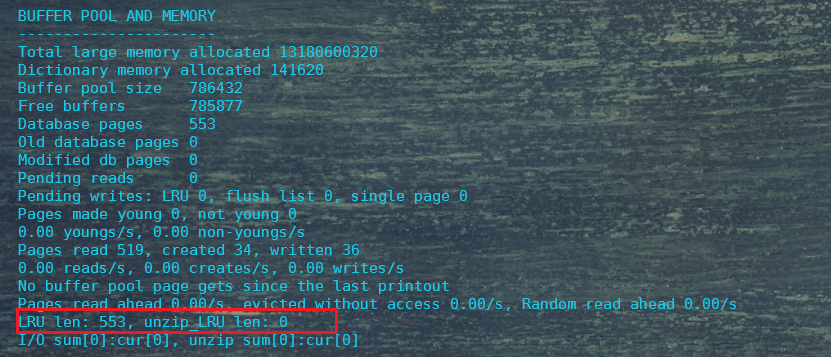 BUFFER POOL AND MEMORY
----------------------
Total large memory allocated 13180600320
Dictionary memory allocated 141620
Buffer pool size   786432
Free buffers       785877
Database pages     553
Old database pages 0
Modified db pages  0
Pending reads      0
Pending writes: LRU 0, flush list 0, single page 0
Pages made young 0, not young 0
0.00 youngs/s, 0.00 non-youngs/s
Pages read 519, created 34, written 36
0.00 reads/s, 0.00 creates/s, 0.00 writes/s
No buffer pool page gets since the last printout
Pages read ahead 0.00/s, evicted without access 0.00/s, Random read ahead 0.00/s
LRU len: 553, unzip_LRU len: 0
I/O sum[0]:cur[0], unzip sum[0]:cur[0]